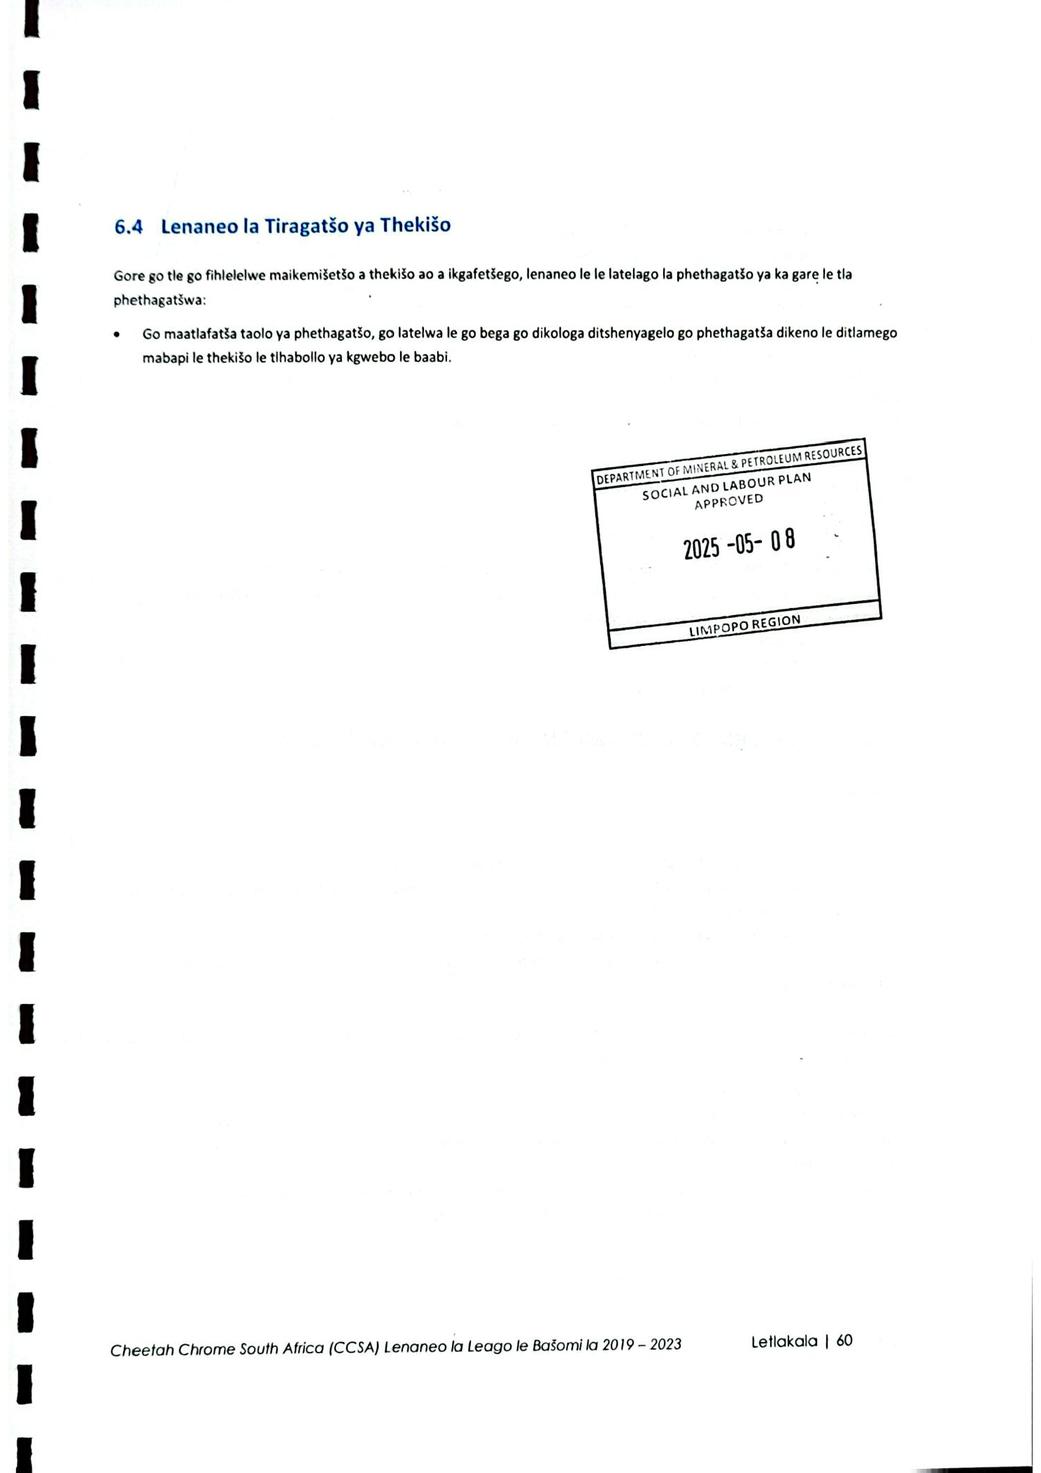 6.4 Lenaneo la Tiragatšo ya Thekišo
Gore go tle go fihlelelwe maikemišetšo a thekišo ao a ikgafetšego, lenaneo le le latelago la phethagatšo ya ka gare le tla
phethagatšwa:
• Go maatlafatša taolo ya phethagatšo, go latelwa le go bega go dikologa ditshenyagelo go phethagatša dikeno le ditlamego
mabapi le thekišo le tlhabollo ya kgwebo le baabi.
DEPARTMENT OF MINERAL & PETROLEUM RESOURCES
SOCIAL AND LABOUR PLAN
APPROVED
2025 -05- 08
LIMPOPO REGION
Cheetah Chrome South Africa (CCSA) Lenaneo la Leago le Bašomi la 2019 – 2023 Letlakala | 60